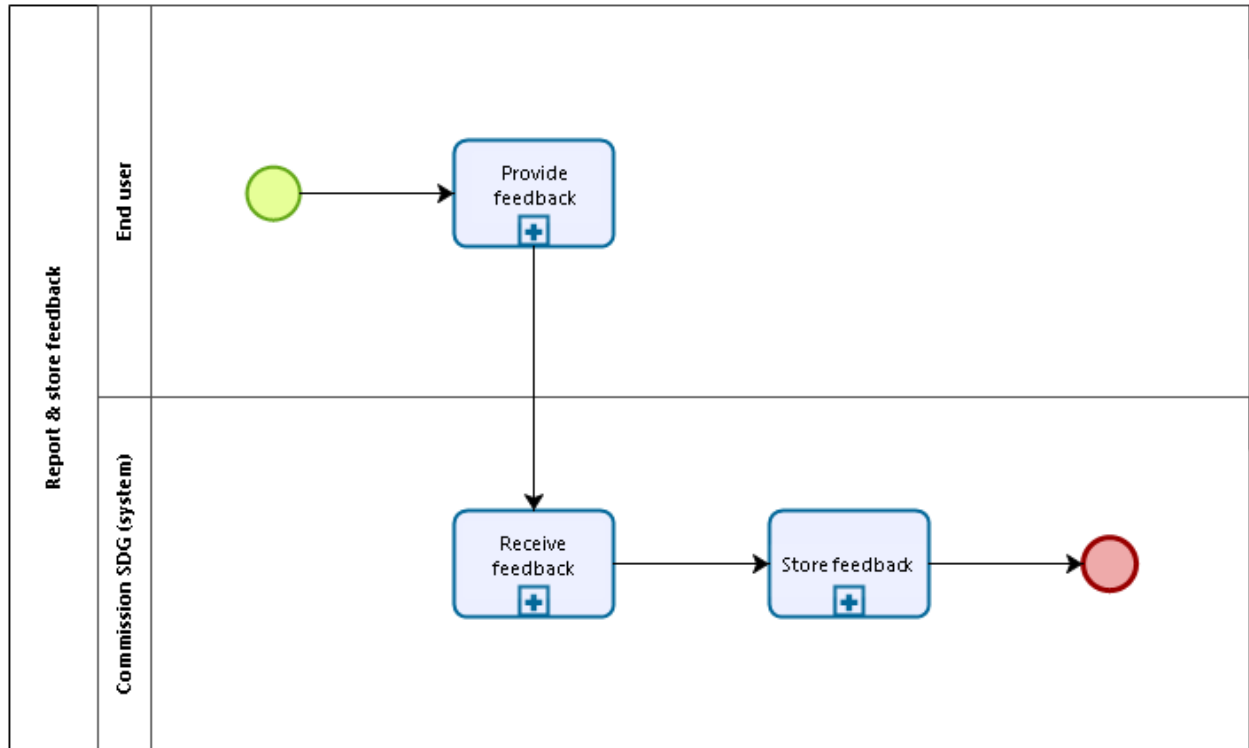 Report & store feedback
End user
Provide
feedback
Commission SDG (system)
Receive
feedback
Store feedback